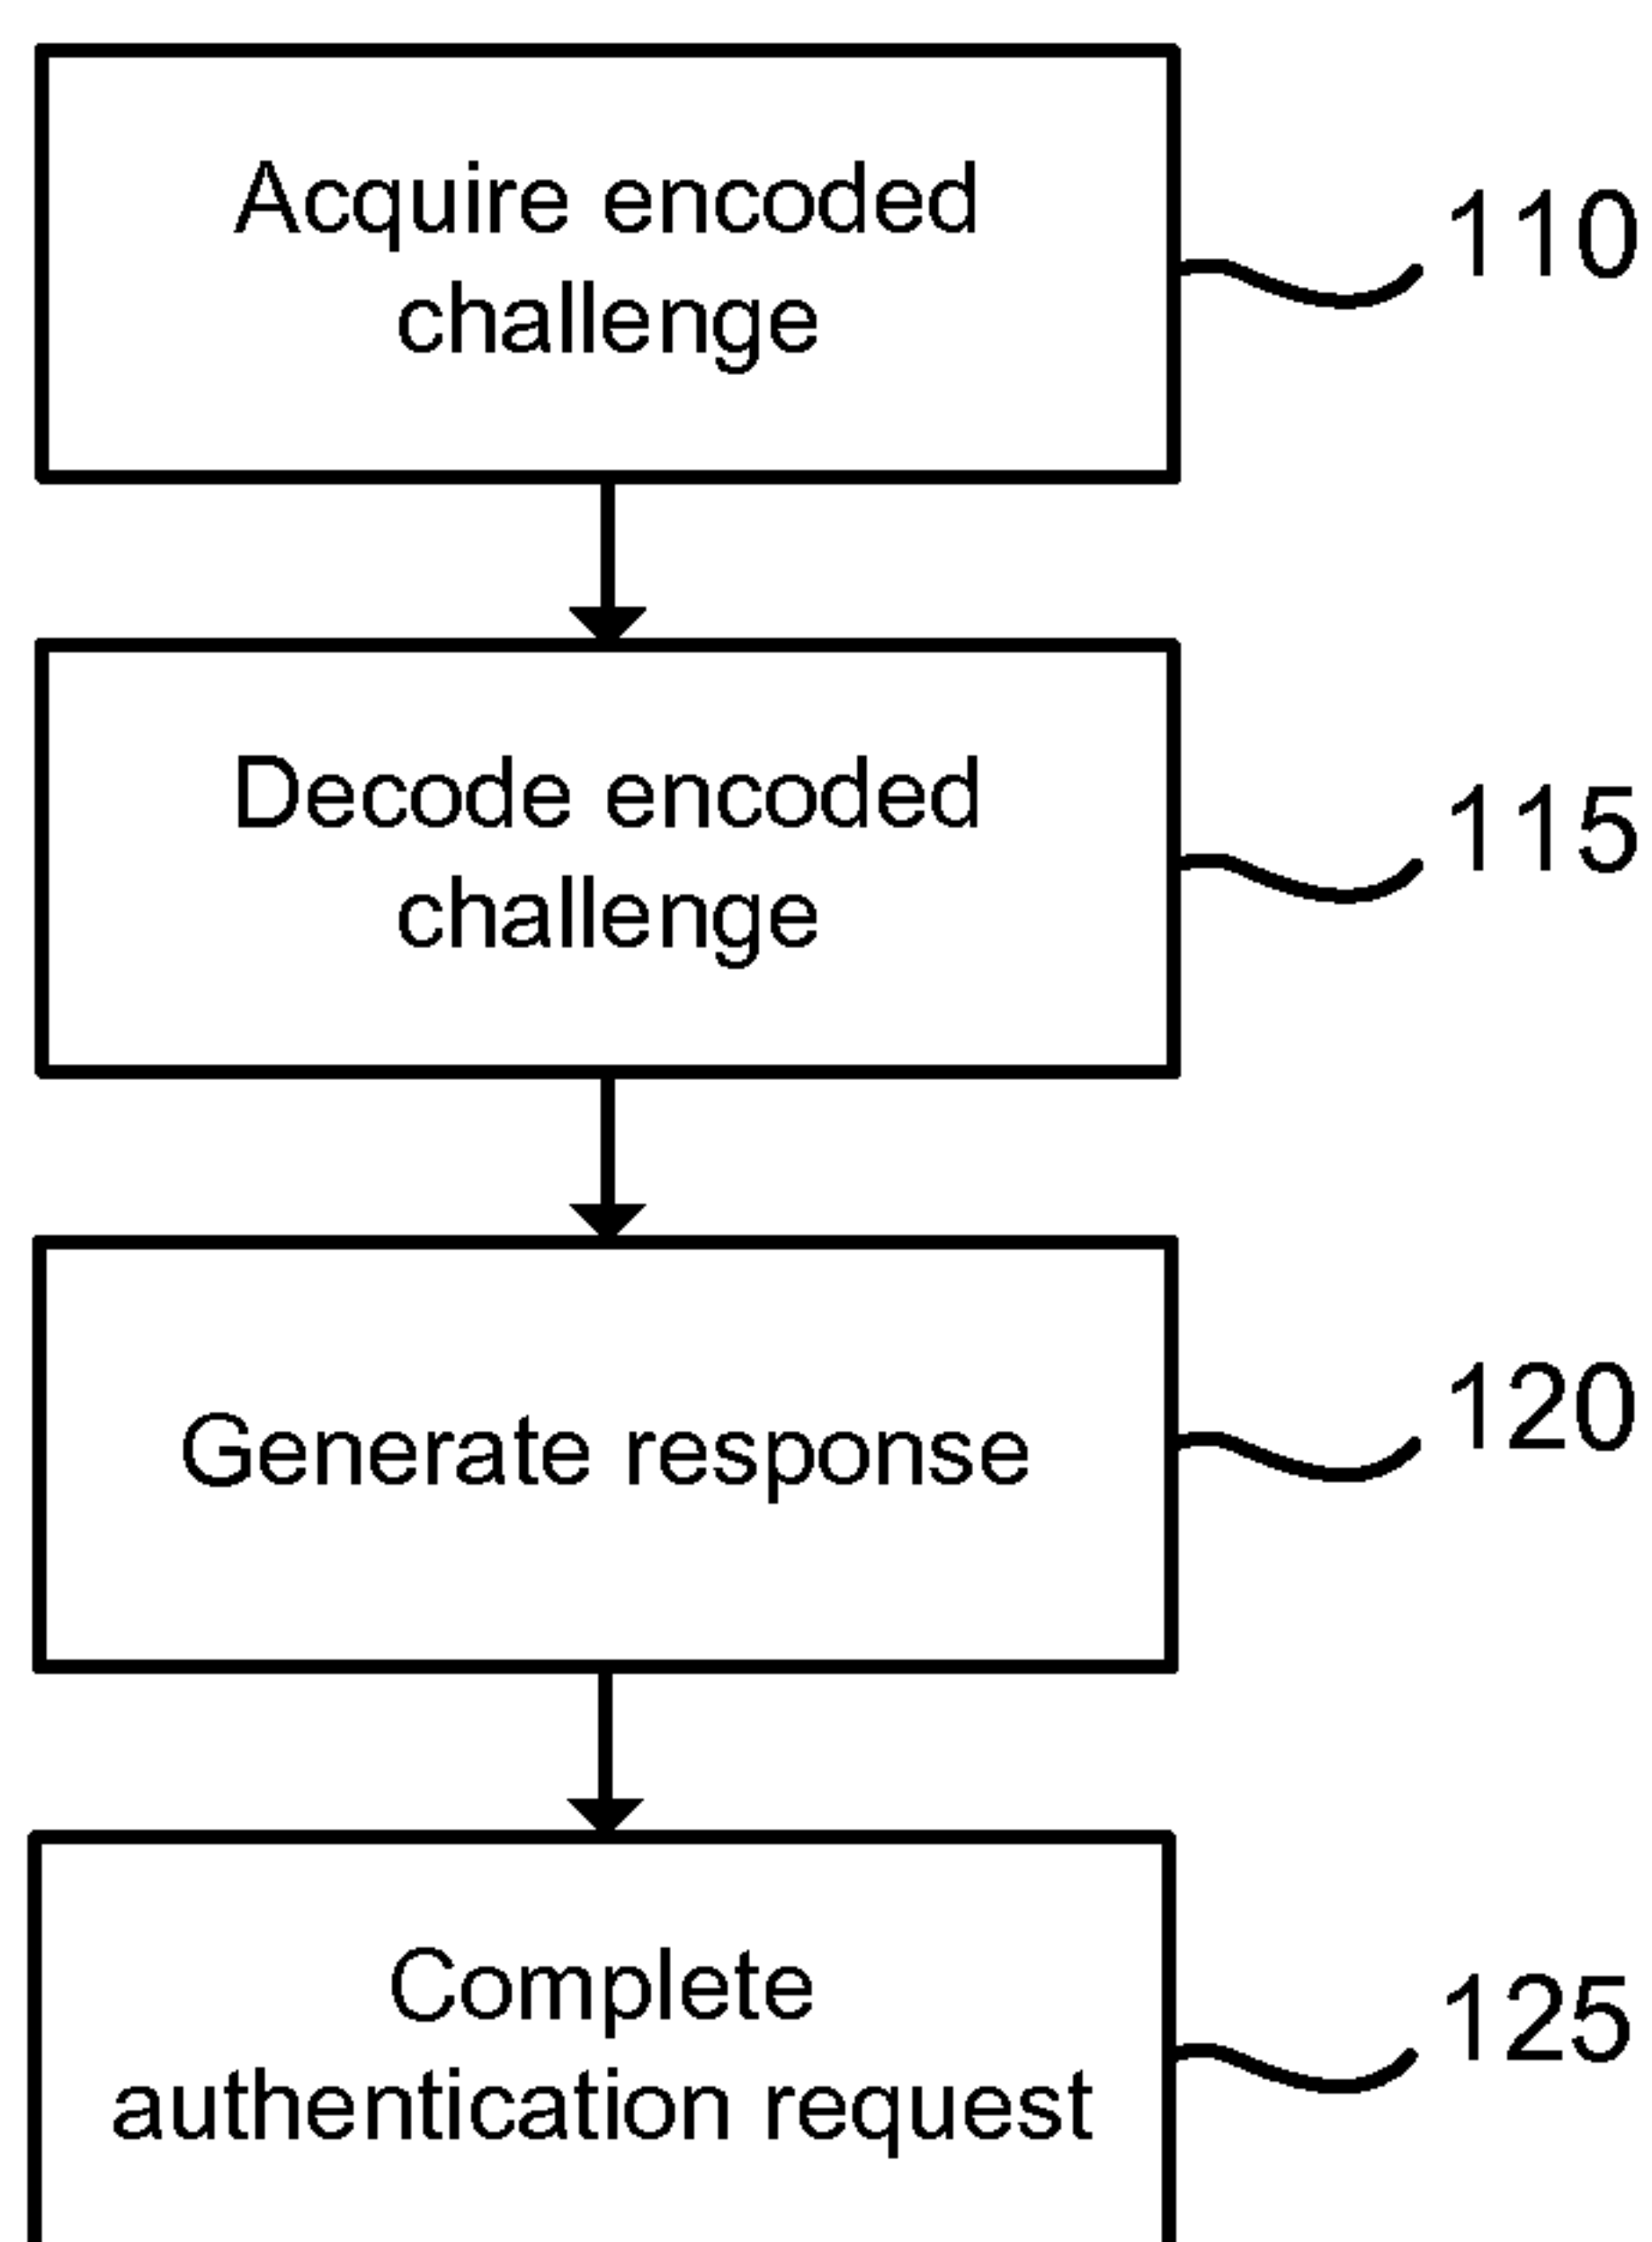 Acquire encoded
challenge
110
Decode encoded
challenge
115
Generate response
120
Complete
authentication request
125